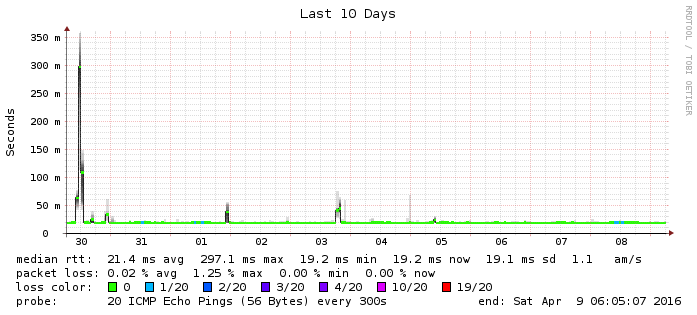 Last 10 Days
RRDTOOL / TOBI OETIKER
Seconds
350 m
300 m
250 m
200 m
150 m
100 m
50 m
0
30 31 01 02 03 04 05 06 07 08
median rtt: 21.4 ms avg 297.1 ms max 19.2 ms min 19.2 ms now 19.1 ms sd 1.1 am/s
packet loss: 0.02 % avg 1.25 % max 0.00 % min 0.00 % now
loss color: 0 1/20 2/20 3/20 4/20 10/20 19/20
probe: 20 ICMP Echo Pings (56 Bytes) every 300s end: Sat Apr 9 06:05:07 2016